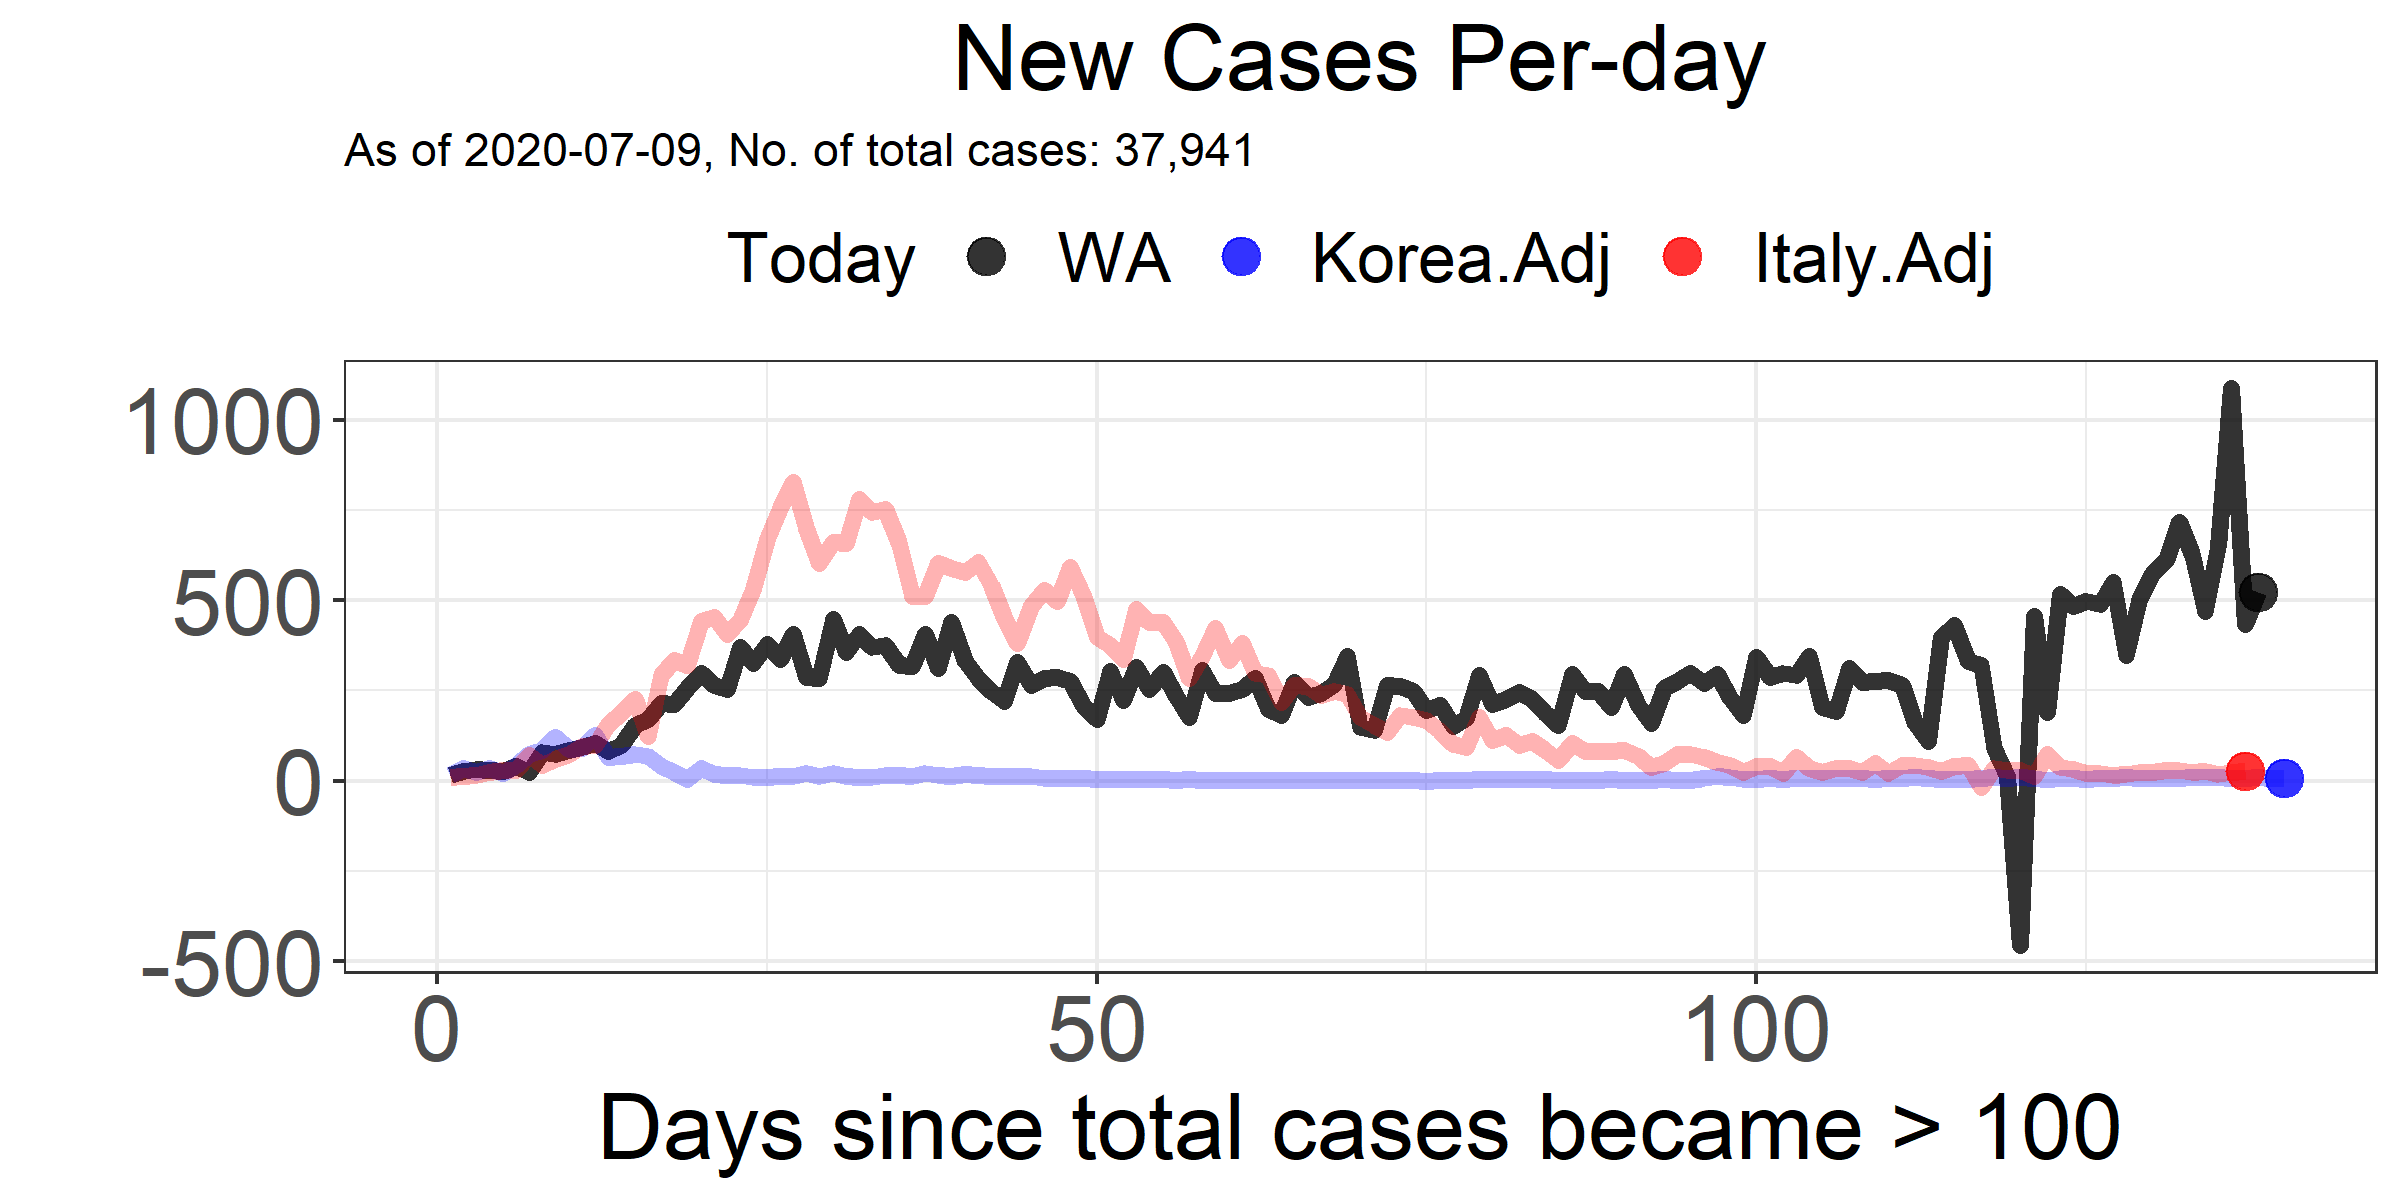 New Cases Per-day
As of 2020-07-09, No. of total cases: 37,941
Today WA Korea.Adj Italy.Adj
1000
500
0
-500
0 50 100
Days since total cases became > 100